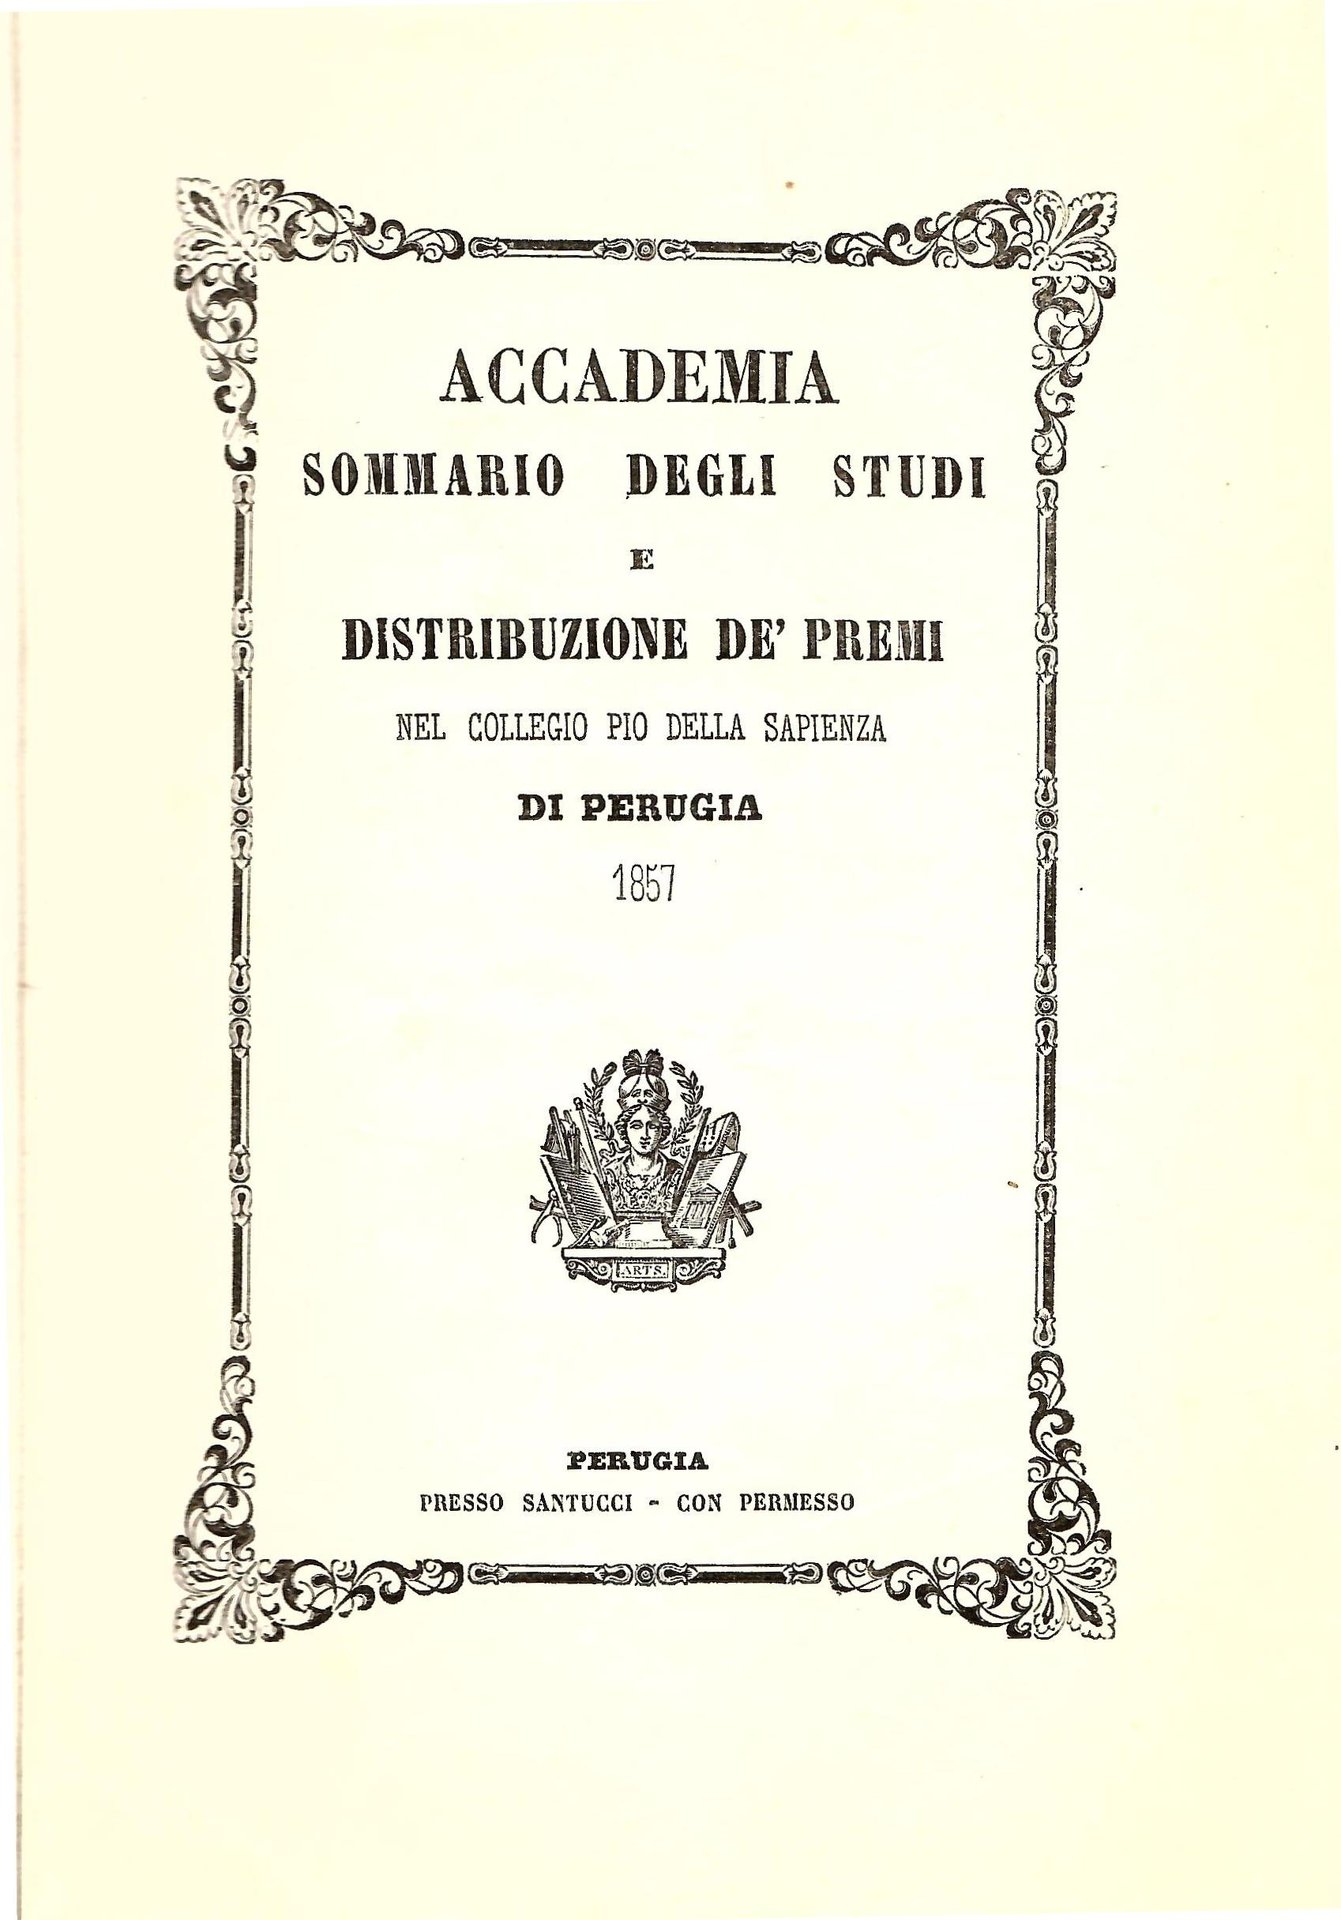 ACCADEMIA
SOMMARIO DEGLI STUDI
E
DISTRIBUZIONE DE' PREMI
NEL COLLEGIO PIO DELLA SAPIENZA
DI PERUGIA
1857
ARTS.
PERUGIA
PRESSO SANTUCCI - CON PERMESSO